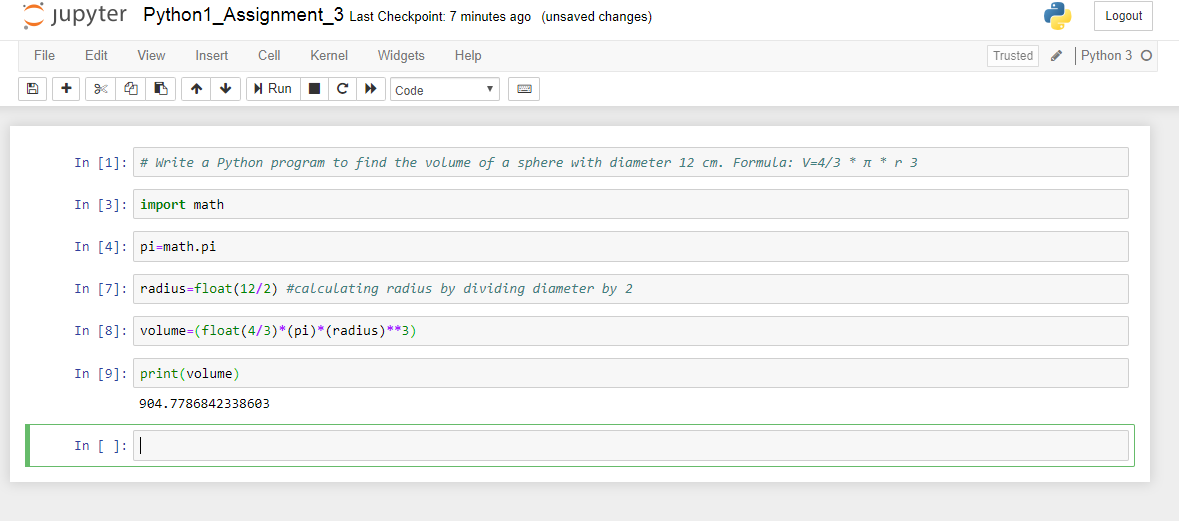 jupyter Python1_Assignment_3 Last Checkpoint: 7 minutes ago (unsaved changes) Logout
File Edit View Insert Cell Kernel Widgets Help Trusted Python 3
Run Code
In [1]: # Write a Python program to find the volume of a sphere with diameter 12 cm. Formula: V=4/3 * π * r 3
In [3]: import math
In [4]: pi=math.pi
In [7]: radius=float(12/2) #calculating radius by dividing diameter by 2
In [8]: volume=(float(4/3)*(pi)*(radius)**3)
In [9]: print(volume)
904.7786842338603
In [ ]: